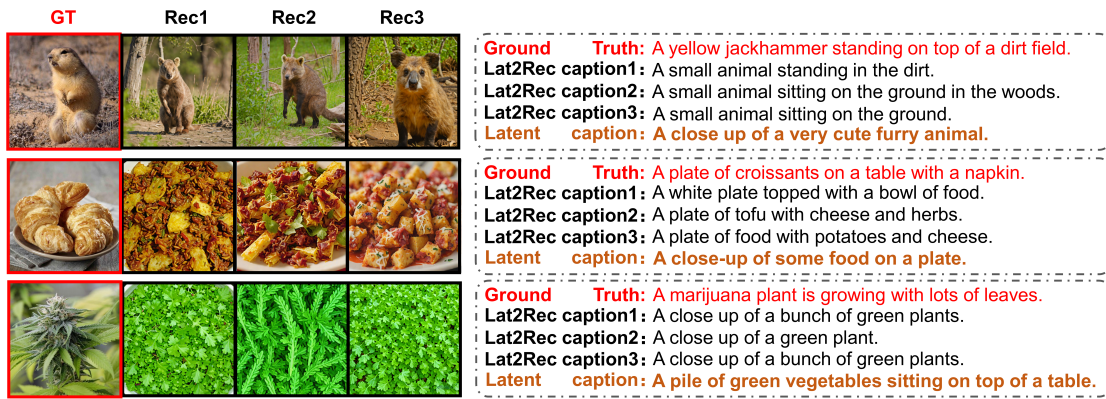 GT Rec1 Rec2 Rec3
Ground Truth: A yellow jackhammer standing on top of a dirt field.
Lat2Rec caption1: A small animal standing in the dirt.
Lat2Rec caption2: A small animal sitting on the ground in the woods.
Lat2Rec caption3: A small animal sitting on the ground.
Latent caption: A close up of a very cute furry animal.
Ground Truth: A plate of croissants on a table with a napkin.
Lat2Rec caption1: A white plate topped with a bowl of food.
Lat2Rec caption2: A plate of tofu with cheese and herbs.
Lat2Rec caption3: A plate of food with potatoes and cheese.
Latent caption: A close-up of some food on a plate.
Ground Truth: A marijuana plant is growing with lots of leaves.
Lat2Rec caption1: A close up of a bunch of green plants.
Lat2Rec caption2: A close up of a green plant.
Lat2Rec caption3: A close up of a bunch of green plants.
Latent caption: A pile of green vegetables sitting on top of a table.